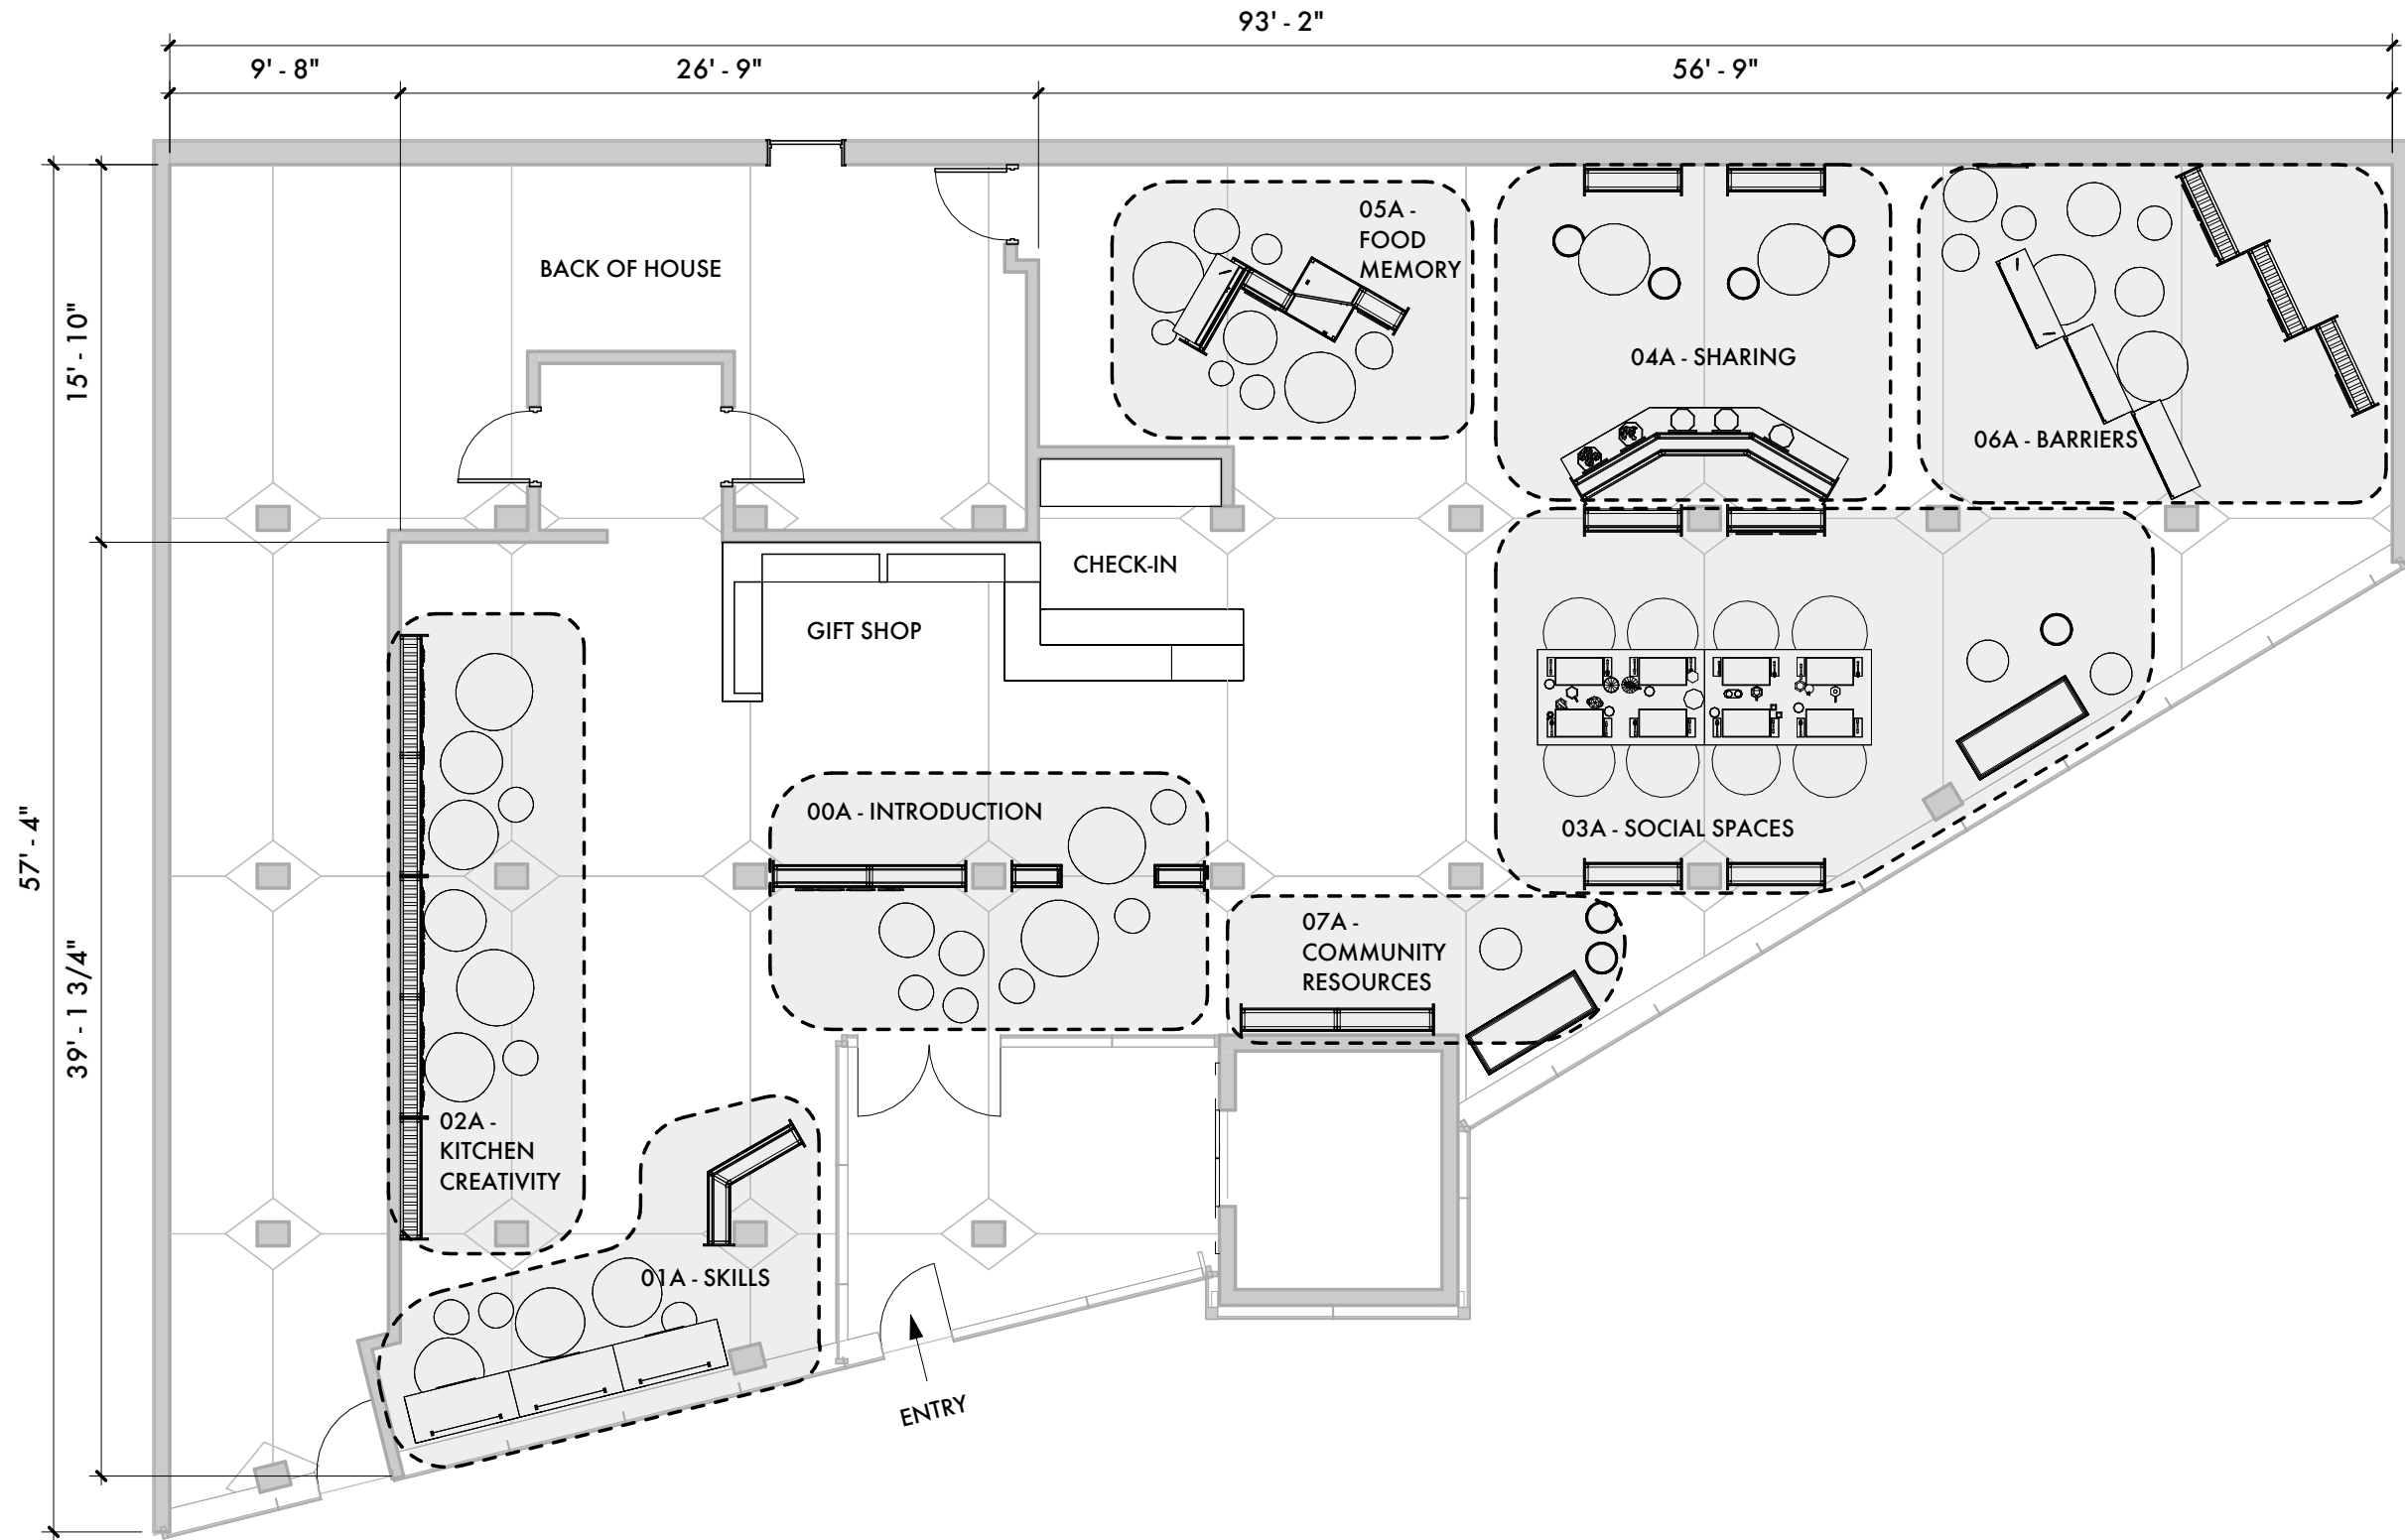 93' - 2"
9' - 8"
26' - 9"
56' - 9"
57' - 4"
15' - 10"
39' - 1 3/4"
BACK OF HOUSE
05A -
FOOD
MEMORY
04A - SHARING
06A - BARRIERS
CHECK-IN
GIFT SHOP
00A - INTRODUCTION
03A - SOCIAL SPACES
07A -
COMMUNITY
RESOURCES
02A -
KITCHEN
CREATIVITY
01A - SKILLS
ENTRY